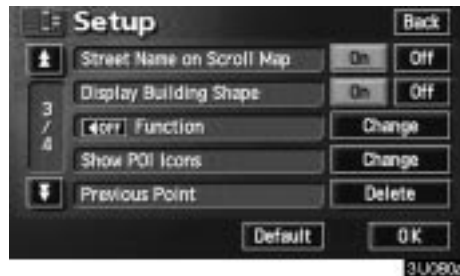 Setup Back
Street Name on Scroll Map On Off
Display Building Shape On Off
3/4
◀OFF Function Change
Show POI Icons Change
Previous Point Delete
Default OK